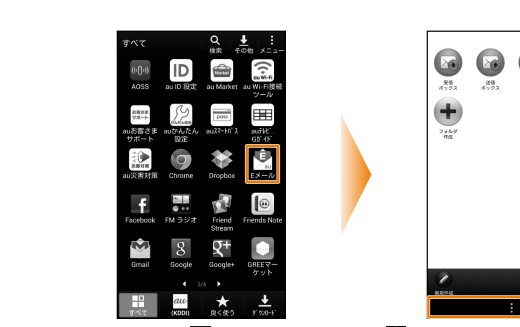 すべて
検索 その他 メニュー
AOSS au ID 設定 au Market au Wi-Fi接続
ツール
auお客さま
サポート auかんたん
設定 auスマートパス auテレビ
Gガイド
au災害対策 Chrome Dropbox Eメール
Facebook FM ラジオ Friend
Stream Friends Note
Gmail Google Google+ GREEマー
ケット
3/4
すべて (KDDI) 良く使う ダウンロード
受信
ボックス
送信
ボックス
フォルダ
作成
新規作成